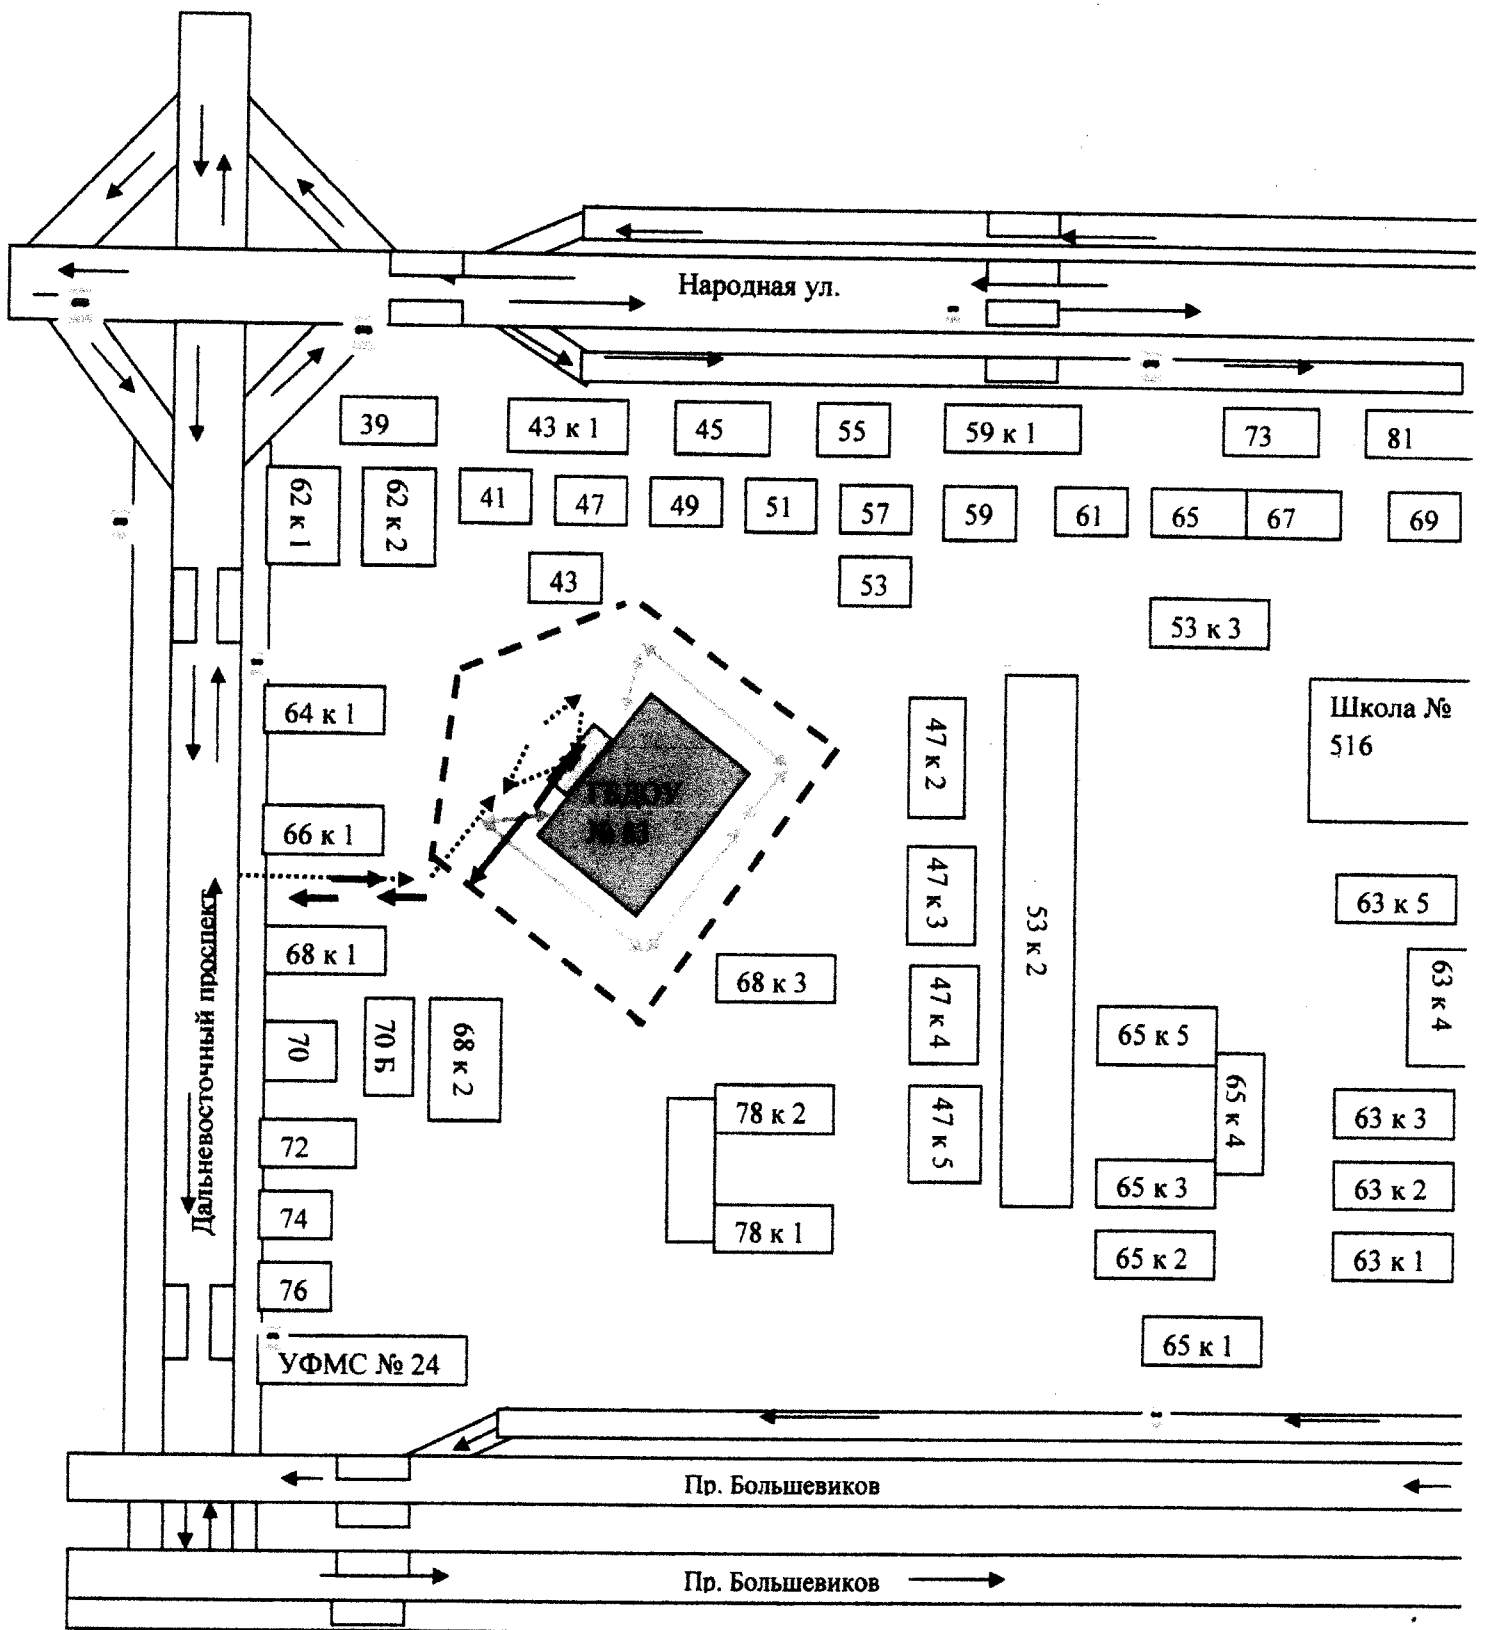 Народная ул.
39
43 к 1
45
55
59 к 1
73
81
62 к 1
62 к 2
41
47
49
51
57
59
61
65
67
69
43
53
53 к 3
64 к 1
47 к 2
Школа №
516
ГБДОУ
№ 83
66 к 1
47 к 3
53 к 2
63 к 5
Дальневосточный проспект
68 к 1
68 к 3
47 к 4
63 к 4
70
70 Б
68 к 2
65 к 5
65 к 4
78 к 2
47 к 5
63 к 3
72
65 к 3
63 к 2
74
78 к 1
65 к 2
63 к 1
76
65 к 1
УФМС № 24
Пр. Большевиков
Пр. Большевиков